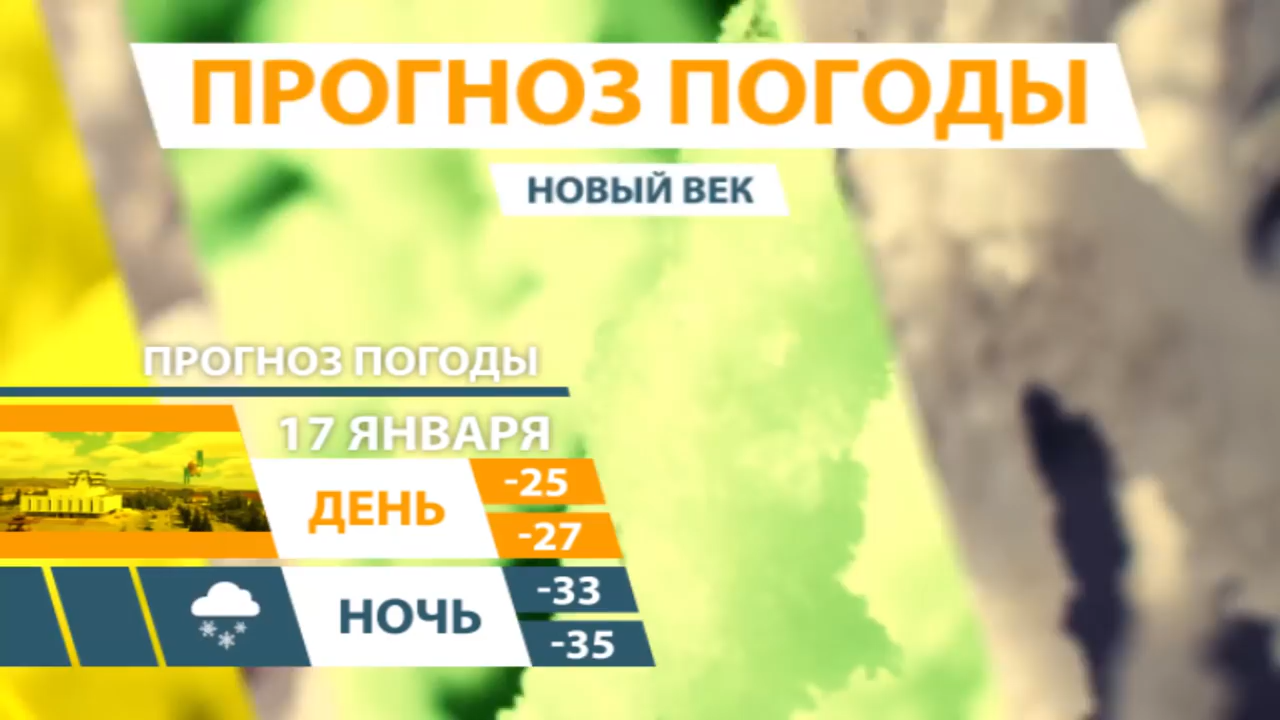 ПРОГНОЗ ПОГОДЫ
НОВЫЙ ВЕК
ПРОГНОЗ ПОГОДЫ
17 ЯНВАРЯ
ДЕНЬ
-25
-27
НОЧЬ
-33
-35